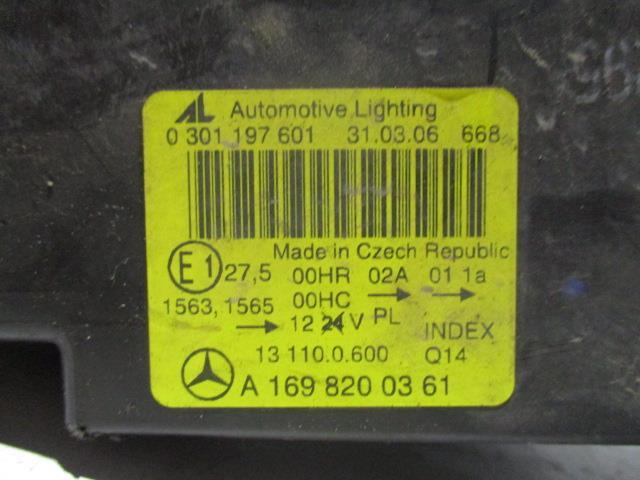 AL Automotive Lighting
0 301 197 601 31.03.06 668
Made in Czech Republic
E1 27,5 00HR 02A 01 1a
1563, 1565 00HC → →
→ 12 24 V PL INDEX
13 110.0.600 Q14
A 169 820 03 61